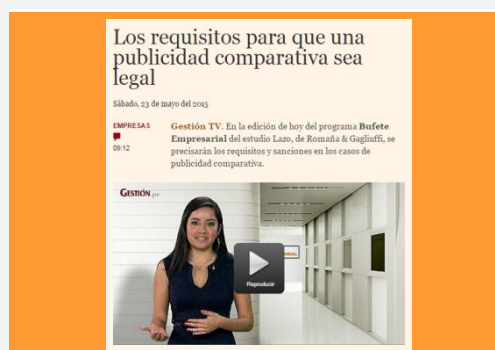 Los requisitos para que una
publicidad comparativa sea
legal
Sábado, 23 de mayo del 2015
EMPRESAS
09:12
Gestión TV. En la edición de hoy del programa Bufete
Empresarial del estudio Lazo, de Romaña & Gagliuffi, se
precisarán los requisitos y sanciones en los casos de
publicidad comparativa.
GESTIÓN.pe
Reproducir